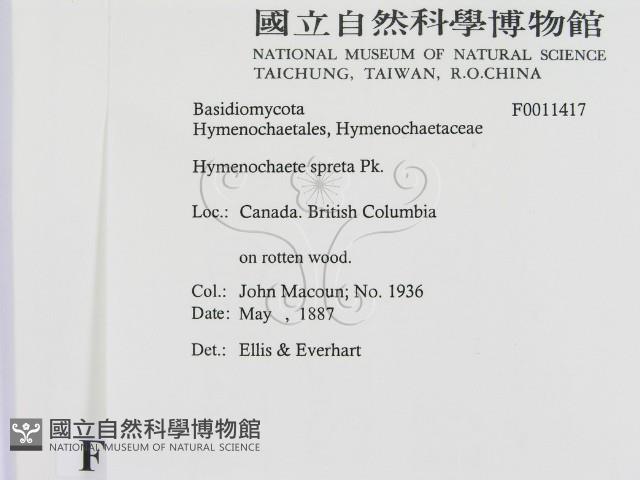 國立自然科學博物館
NATIONAL MUSEUM OF NATURAL SCIENCE
TAICHUNG, TAIWAN, R.O.CHINA
Basidiomycota F0011417
Hymenochaetales, Hymenochaetaceae
Hymenochaete spreta Pk.
Loc.: Canada. British Columbia
on rotten wood.
Col.: John Macoun; No. 1936
Date: May , 1887
Det.: Ellis & Everhart
國立自然科學博物館
NATIONAL MUSEUM OF NATURAL SCIENCE
F